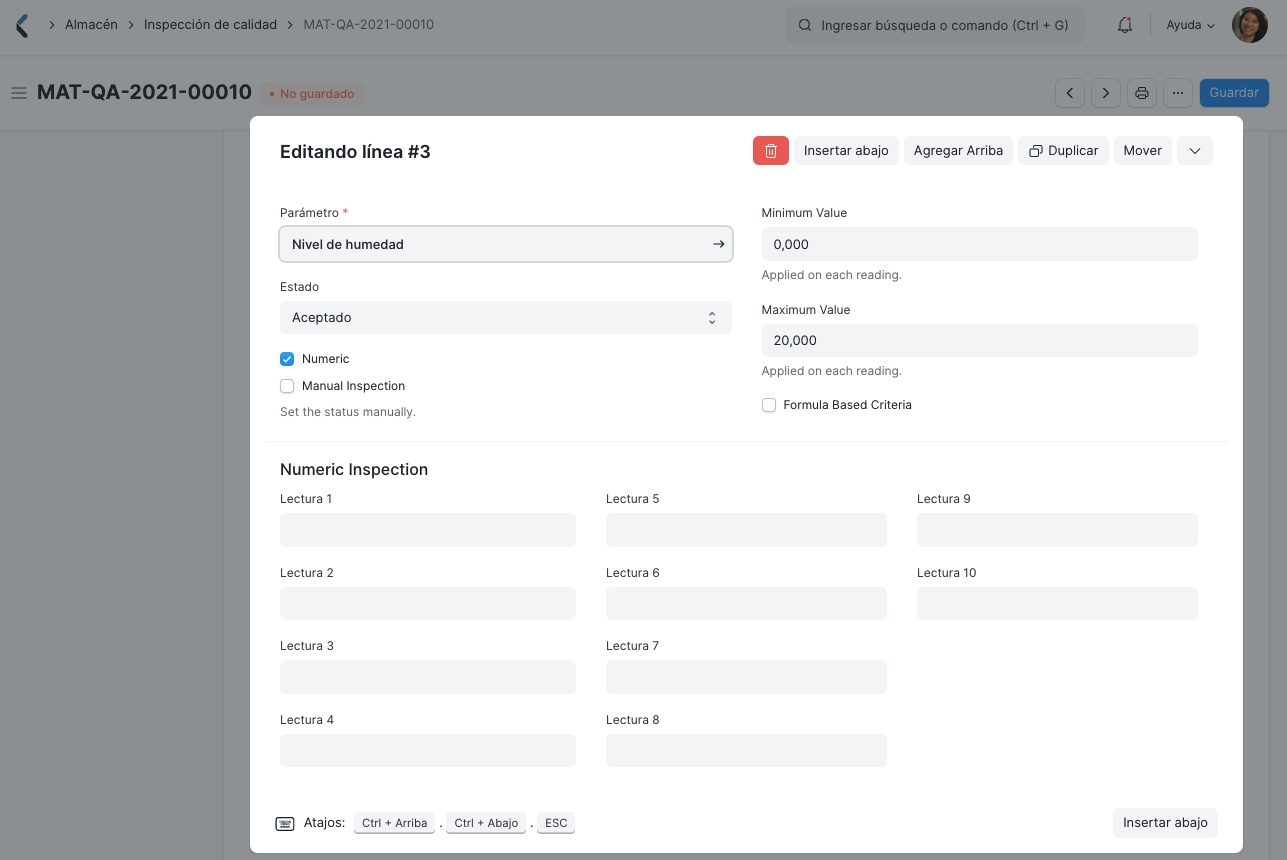 Almacén
Inspección de calidad
MAT-QA-2021-00010
Ingresar búsqueda o comando (Ctrl + G)
Ayuda
MAT-QA-2021-00010
No guardado
Guardar
Editando línea #3
Insertar abajo
Agregar Arriba
Duplicar
Mover
Parámetro *
Nivel de humedad
Estado
Aceptado
Numeric
Manual Inspection
Set the status manually.
Minimum Value
0,000
Applied on each reading.
Maximum Value
20,000
Applied on each reading.
Formula Based Criteria
Numeric Inspection
Lectura 1
Lectura 2
Lectura 3
Lectura 4
Lectura 5
Lectura 6
Lectura 7
Lectura 8
Lectura 9
Lectura 10
Atajos: Ctrl + Arriba . Ctrl + Abajo . ESC
Insertar abajo